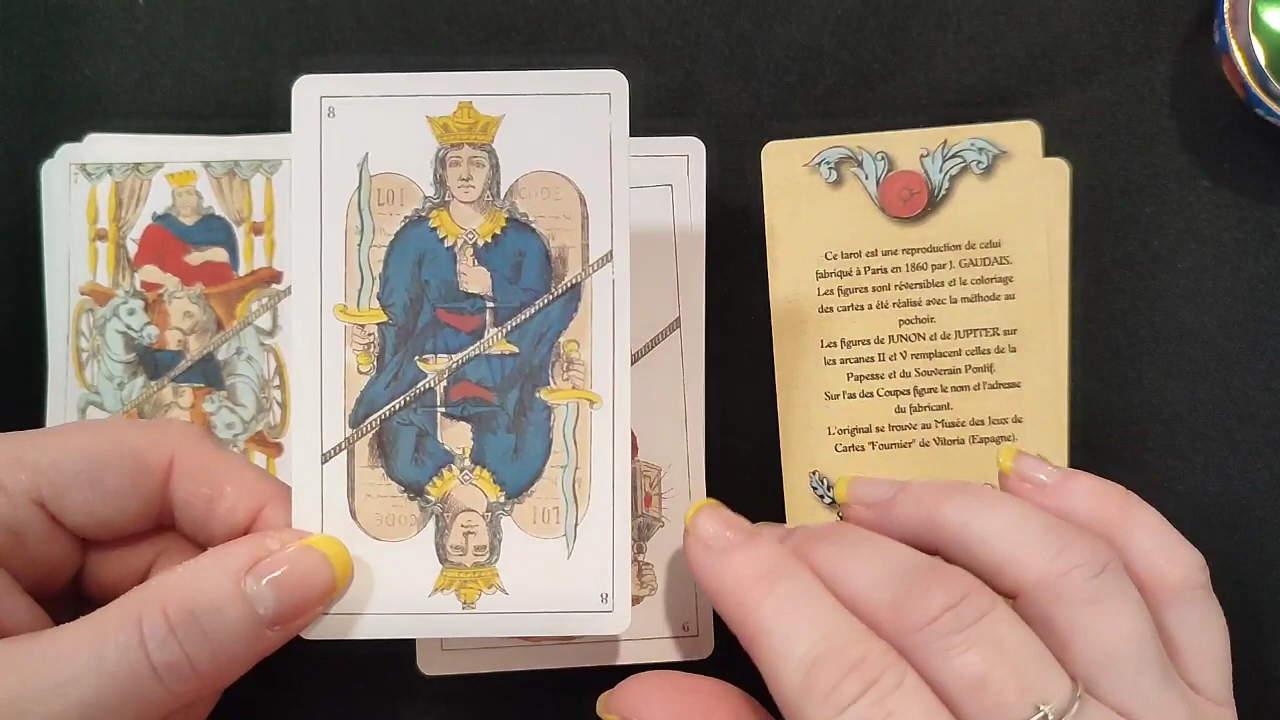 7
8
LOI
CODE
CODE
LOI
8
9
Ce tarot est une reproduction de celui
fabriqué à Paris en 1860 par J. GAUDAIS.
Les figures sont réversibles et le coloriage
des cartes a été réalisé avec la méthode au
pochoir.
Les figures de JUNON et de JUPITER sur
les arcanes II et V remplacent celles de la
Papesse et du Souverain Pontif.
Sur l'as des Coupes figure le nom et l'adresse
du fabricant.
L'original se trouve au Musée des Jeux de
Cartes "Fournier" de Vitoria (Espagne).